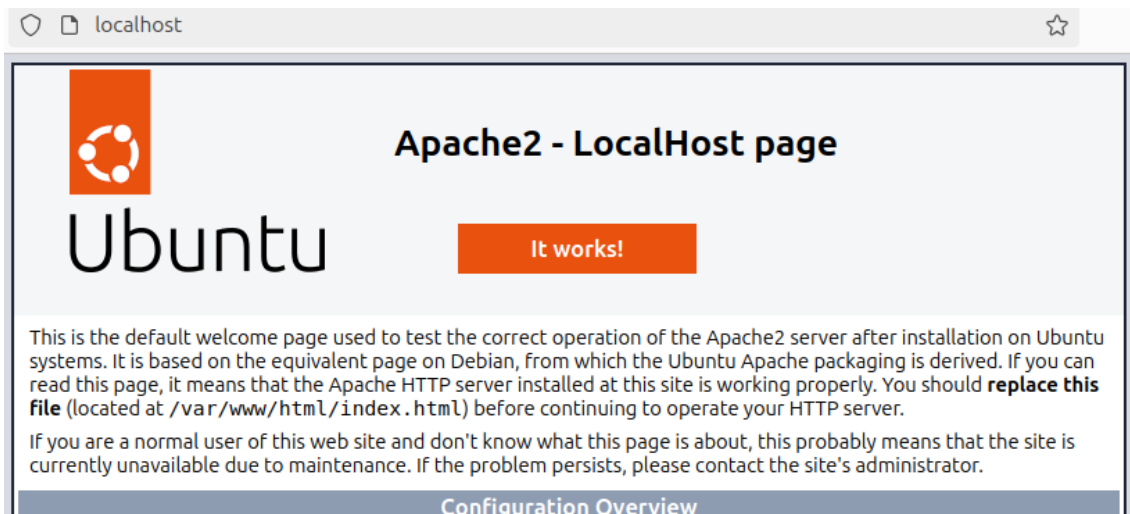 localhost
Apache2 - LocalHost page
Ubuntu
It works!
This is the default welcome page used to test the correct operation of the Apache2 server after installation on Ubuntu
systems. It is based on the equivalent page on Debian, from which the Ubuntu Apache packaging is derived. If you can
read this page, it means that the Apache HTTP server installed at this site is working properly. You should replace this
file (located at /var/www/html/index.html) before continuing to operate your HTTP server.
If you are a normal user of this web site and don't know what this page is about, this probably means that the site is
currently unavailable due to maintenance. If the problem persists, please contact the site's administrator.
Configuration Overview